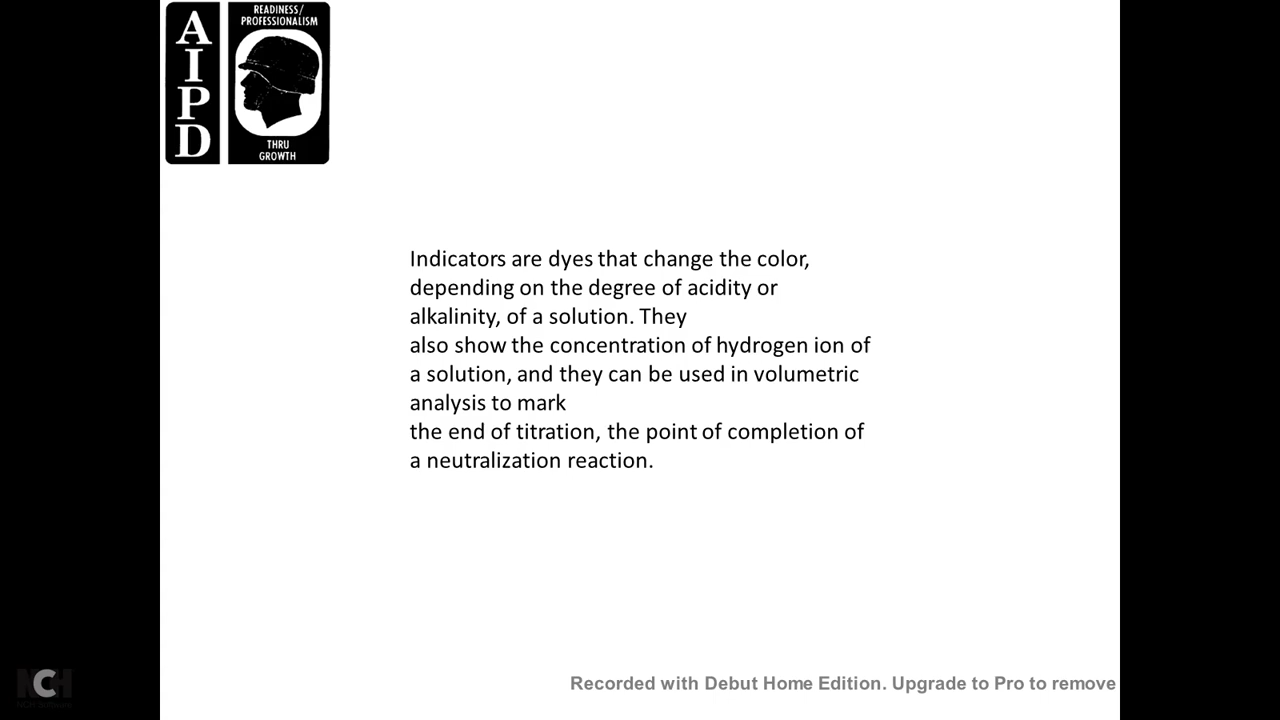 AIPD
READINESS/
PROFESSIONALISM
THRU
GROWTH
Indicators are dyes that change the color,
depending on the degree of acidity or
alkalinity, of a solution. They
also show the concentration of hydrogen ion of
a solution, and they can be used in volumetric
analysis to mark
the end of titration, the point of completion of
a neutralization reaction.
NCH
Recorded with Debut Home Edition. Upgrade to Pro to remove